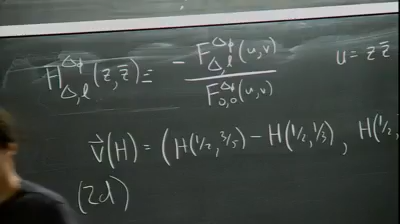 H^{Δφ}_{Δ,ℓ}(z,z̄) ≡ - F^{Δφ}_{Δ,ℓ}(u,v) / F^{Δφ}_{0,0}(u,v)    u = z z̄
v⃗(H) = (H(1/2, 3/5) - H(1/2, 1/3), H(1/2,
(2d)